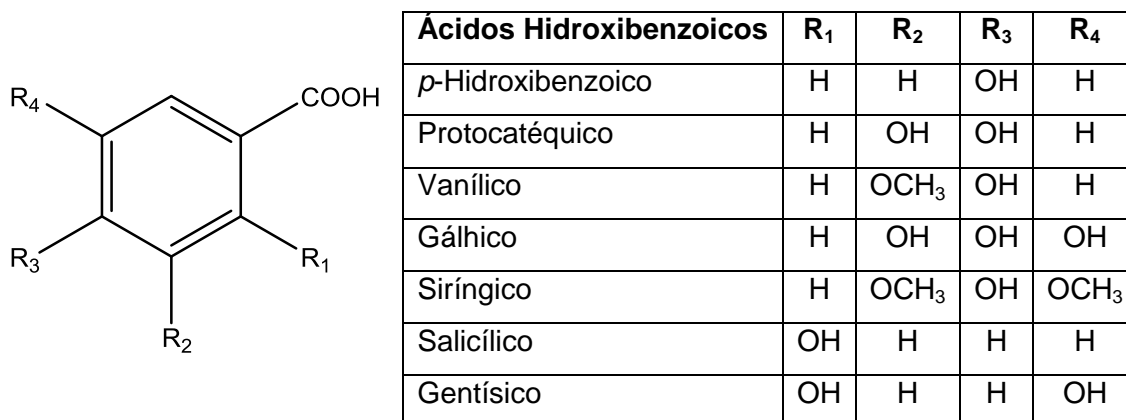 COOH
R₄
R₃
R₁
R₂
Ácidos Hidroxibenzoicos R₁ R₂ R₃ R₄
p-Hidroxibenzoico H H OH H
Protocatéquico H OH OH H
Vanílico H OCH₃ OH H
Gálhico H OH OH OH
Siríngico H OCH₃ OH OCH₃
Salicílico OH H H H
Gentísico OH H H OH